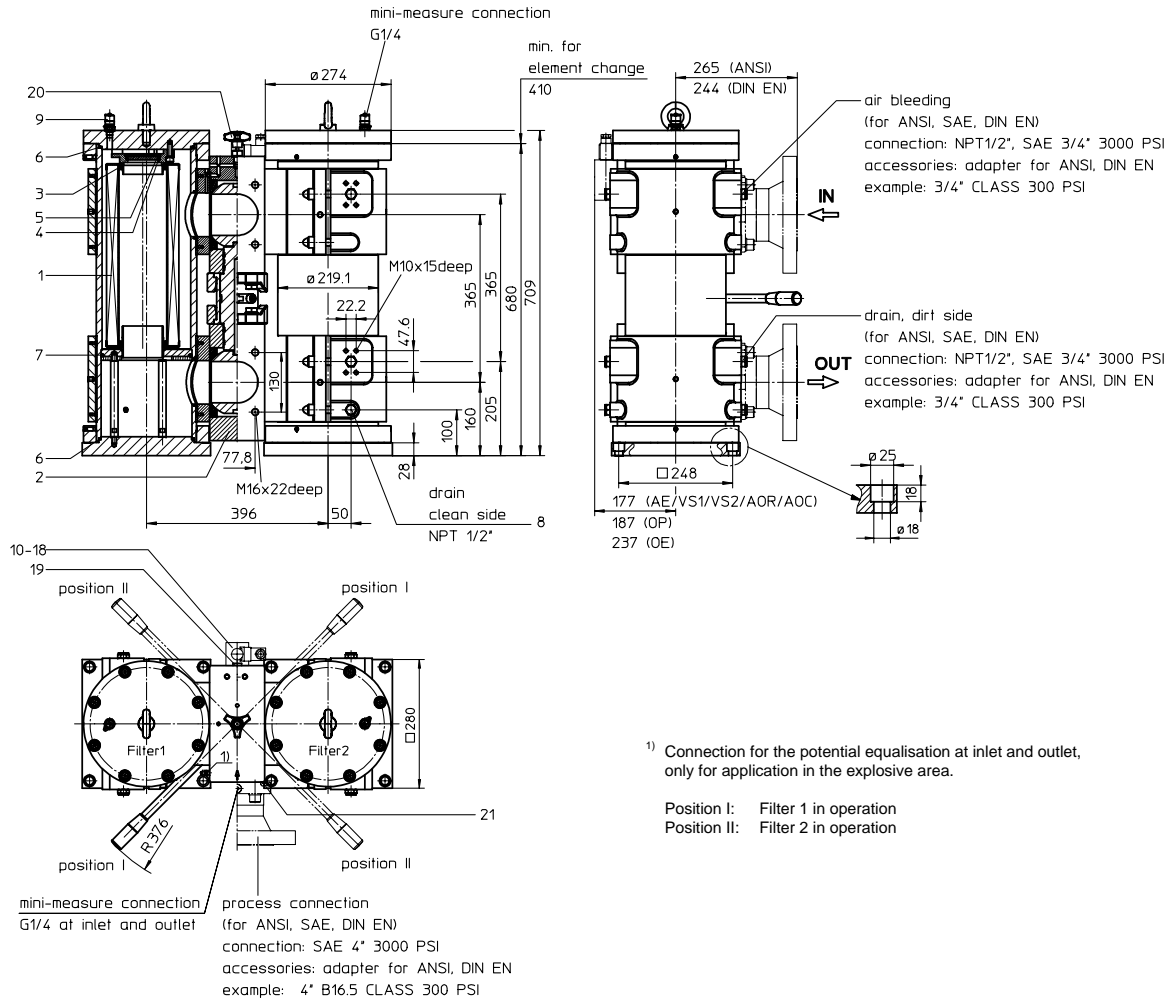 mini-measure connection
G1/4
min. for
element change
410
ø 274
20
9
6
3
5
4
1
7
6
2
ø 219.1
M10x15deep
22.2
47.6
130
365
365
680
709
160
205
100
28
77,8
M16x22deep
396
50
drain
clean side
NPT 1/2"
8
265 (ANSI)
244 (DIN EN)
air bleeding
(for ANSI, SAE, DIN EN)
connection: NPT1/2", SAE 3/4" 3000 PSI
accessories: adapter for ANSI, DIN EN
example: 3/4" CLASS 300 PSI
IN
drain, dirt side
(for ANSI, SAE, DIN EN)
connection: NPT1/2", SAE 3/4" 3000 PSI
accessories: adapter for ANSI, DIN EN
example: 3/4" CLASS 300 PSI
OUT
□ 248
177 (AE/VS1/VS2/AOR/AOC)
187 (OP)
237 (OE)
ø 25
18
ø 18
10-18
19
position II
position I
Filter1
Filter2
1)
□280
R 376
position I
position II
21
mini-measure connection
G1/4 at inlet and outlet
process connection
(for ANSI, SAE, DIN EN)
connection: SAE 4" 3000 PSI
accessories: adapter for ANSI, DIN EN
example: 4" B16.5 CLASS 300 PSI
1) Connection for the potential equalisation at inlet and outlet,
only for application in the explosive area.
Position I: Filter 1 in operation
Position II: Filter 2 in operation